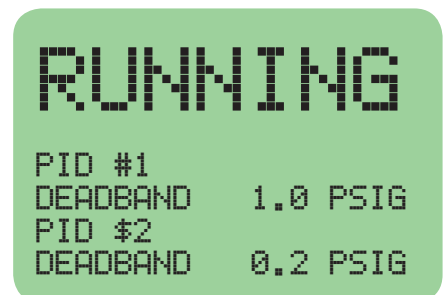 RUNNING
PID #1
DEADBAND 1.0 PSIG
PID $2
DEADBAND 0.2 PSIG